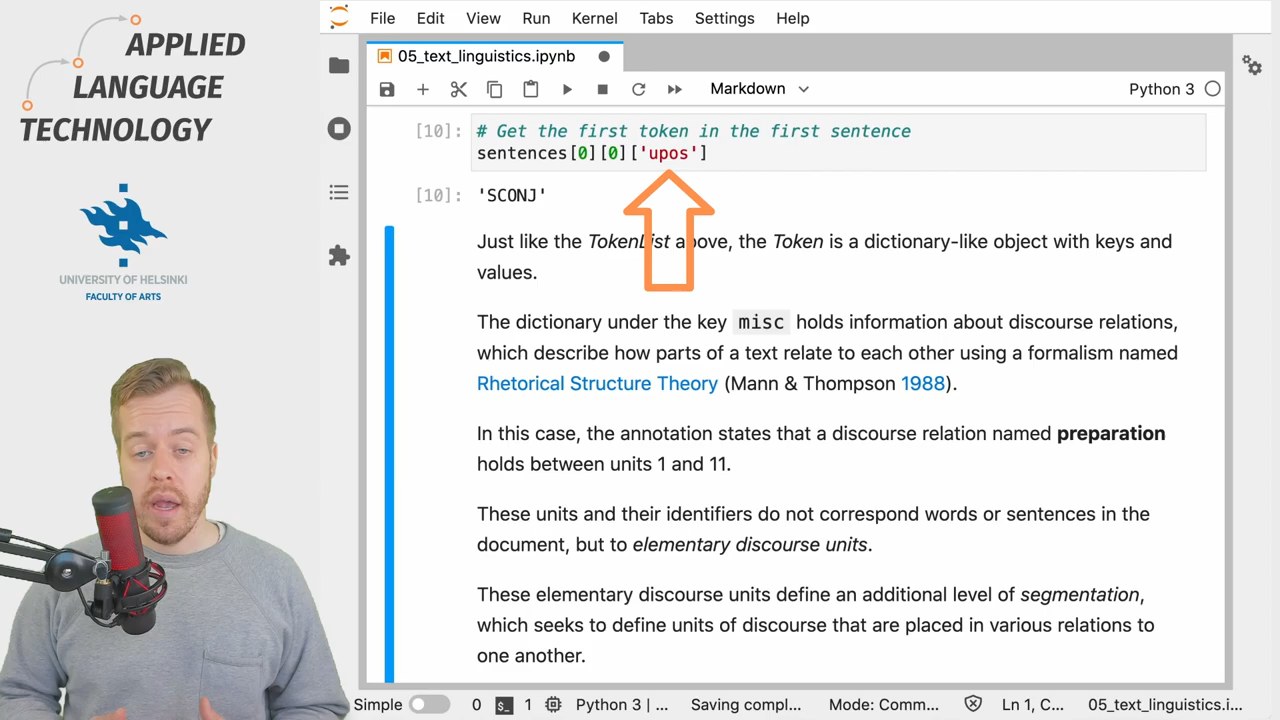 APPLIED
LANGUAGE
TECHNOLOGY
UNIVERSITY OF HELSINKI
FACULTY OF ARTS
File Edit View Run Kernel Tabs Settings Help
05_text_linguistics.ipynb
Markdown
Python 3
[10]: # Get the first token in the first sentence
sentences[0][0]['upos']
[10]: 'SCONJ'
Just like the TokenList above, the Token is a dictionary-like object with keys and
values.
The dictionary under the key misc holds information about discourse relations,
which describe how parts of a text relate to each other using a formalism named
Rhetorical Structure Theory (Mann & Thompson 1988).
In this case, the annotation states that a discourse relation named preparation
holds between units 1 and 11.
These units and their identifiers do not correspond words or sentences in the
document, but to elementary discourse units.
These elementary discourse units define an additional level of segmentation,
which seeks to define units of discourse that are placed in various relations to
one another.
Simple 0 1 Python 3 | ... Saving compl... Mode: Comm... Ln 1, C... 05_text_linguistics.i...